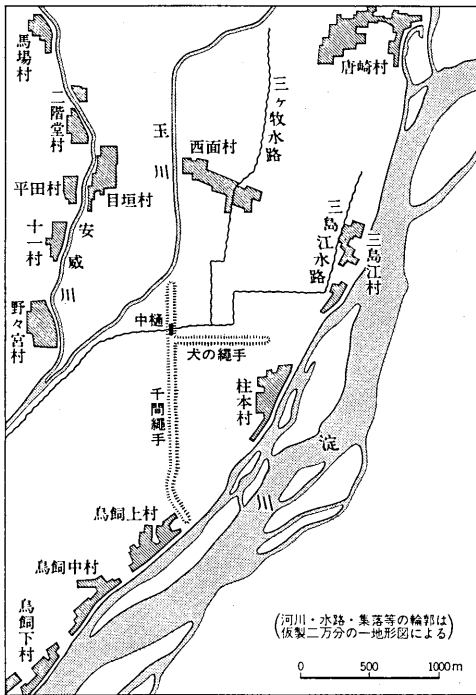 馬場村
二階堂村
平田村
目垣村
十一村
安威川
野々宮村
玉川
西面村
三ヶ牧水路
唐崎村
三島江水路
三島江村
中樋
犬の縄手
千間縄手
柱本村
淀川
鳥飼上村
鳥飼中村
鳥飼下村
(河川・水路・集落等の輪郭は
仮製二万分の一地形図による)
0 500 1000m